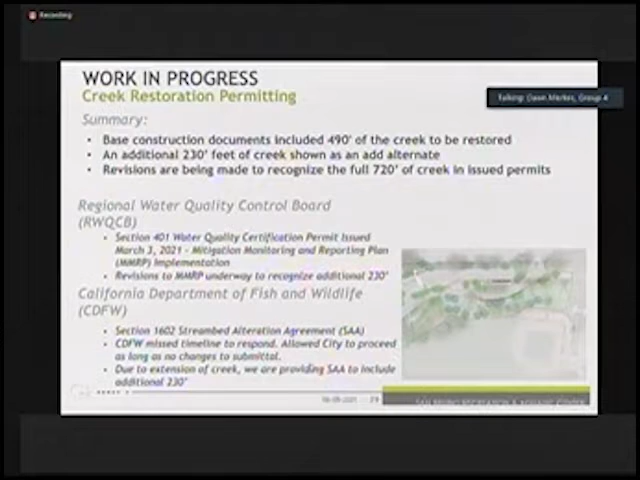 Recording
WORK IN PROGRESS
Creek Restoration Permitting
Talking: Dawn Merkes, Group 4
Summary:
• Base construction documents included 490' of the creek to be restored
• An additional 230' feet of creek shown as an add alternate
• Revisions are being made to recognize the full 720' of creek in issued permits
Regional Water Quality Control Board
(RWQCB)
• Section 401 Water Quality Certification Permit Issued
March 3, 2021 - Mitigation Monitoring and Reporting Plan
(MMRP) Implementation
• Revisions to MMRP underway to recognize additional 230'
California Department of Fish and Wildlife
(CDFW)
• Section 1602 Streambed Alteration Agreement (SAA)
• CDFW missed timeline to respond. Allowed City to proceed
as long as no changes to submittal.
• Due to extension of creek, we are providing SAA to include
additional 230'
SAN BRUNO RECREATION & AQUATIC CENTER